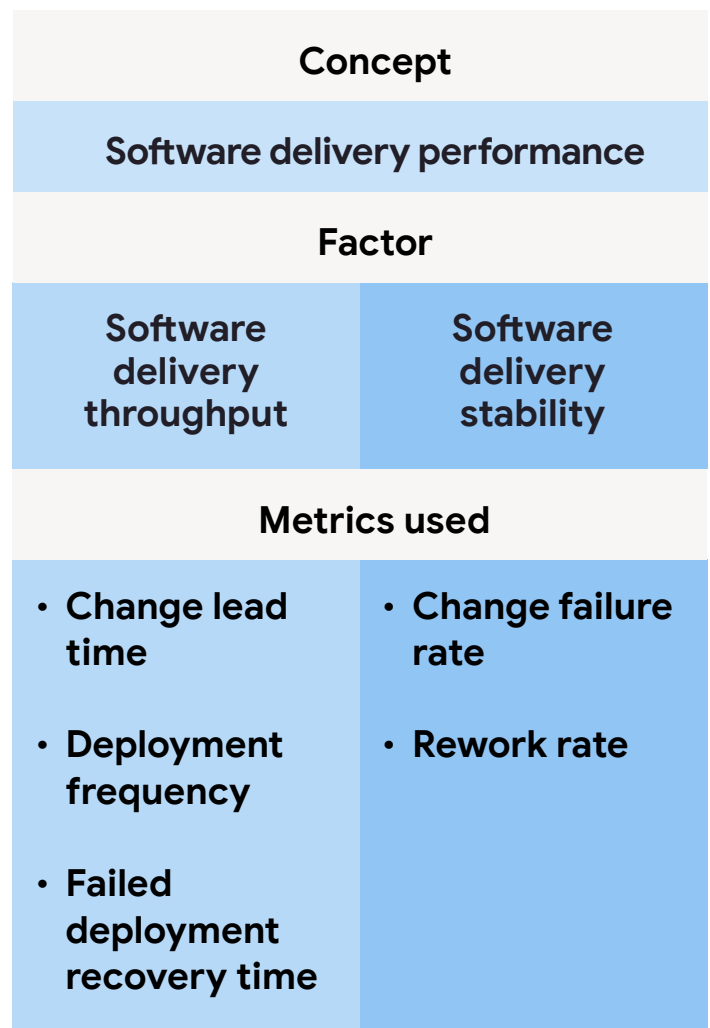 Concept
Software delivery performance
Factor
Software
delivery
throughput
Software
delivery
stability
Metrics used
• Change lead
time
• Deployment
frequency
• Failed
deployment
recovery time
• Change failure
rate
• Rework rate